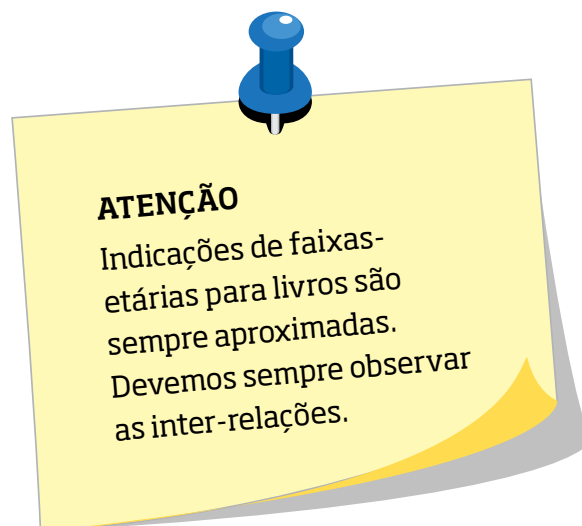 ATENÇÃO
Indicações de faixas-
etárias para livros são
sempre aproximadas.
Devemos sempre observar
as inter-relações.